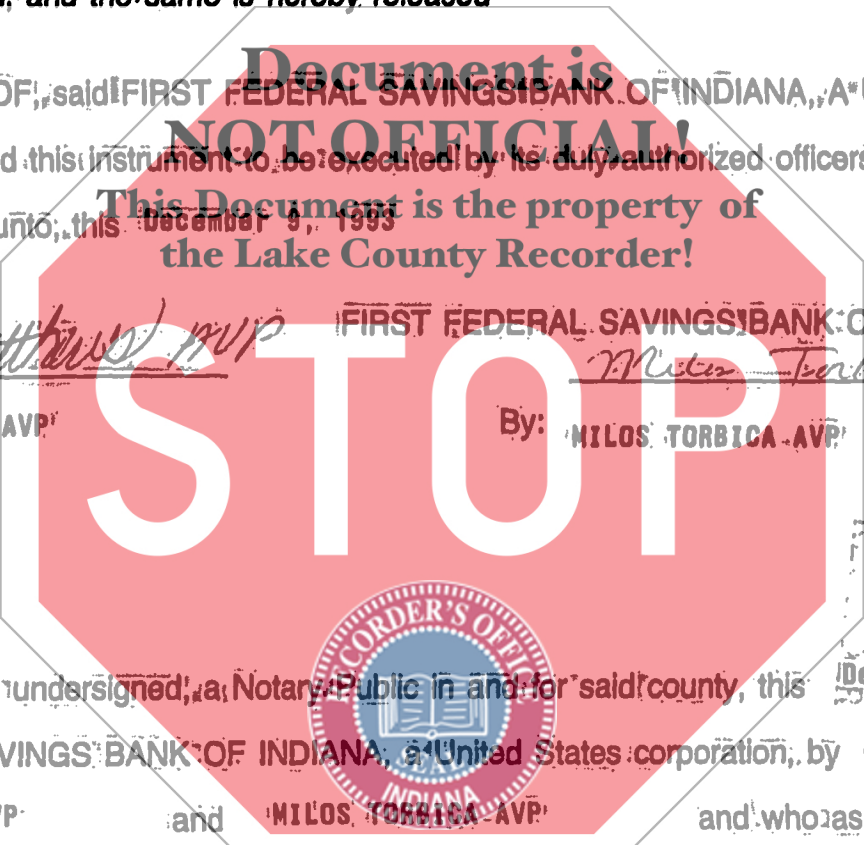 and the same is hereby released
Document is
OF, said FIRST FEDERAL SAVINGS BANK OF INDIANA, A
NOT OFFICIAL!
d this instrument to be executed by its duly authorized officers
This Document is the property of
unto, this December 9, 1993
the Lake County Recorder!
MVP FIRST FEDERAL SAVINGS BANK O
STOP
AVP By: MILOS TORBICA AVP
RECORDER'S OFFICE
undersigned, a Notary Public in and for said county, this
VINGS BANK OF INDIANA, a United States corporation, by
INDIANA
VP and MILOS TORBICA AVP and who as